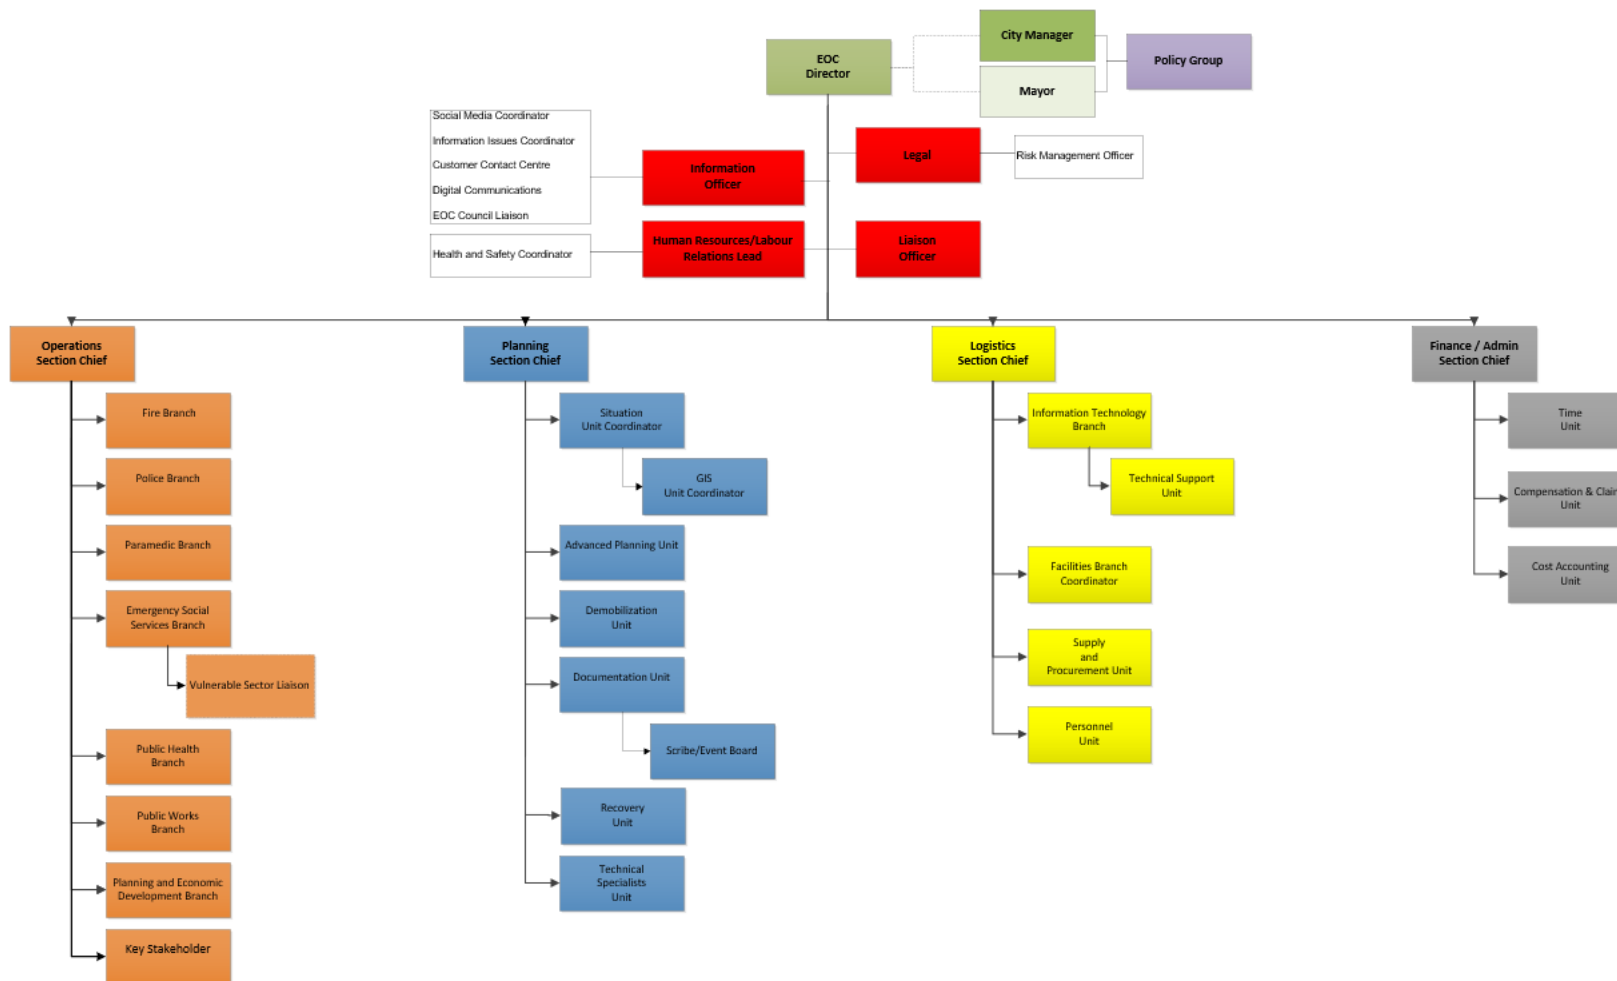 City Manager
EOC
Director
Policy Group
Mayor
Social Media Coordinator
Information Issues Coordinator
Customer Contact Centre
Digital Communications
EOC Council Liaison
Information
Officer
Legal
Risk Management Officer
Health and Safety Coordinator
Human Resources/Labour
Relations Lead
Liaison
Officer
Operations
Section Chief
Fire Branch
Police Branch
Paramedic Branch
Emergency Social
Services Branch
Vulnerable Sector Liaison
Public Health
Branch
Public Works
Branch
Planning and Economic
Development Branch
Key Stakeholder
Planning
Section Chief
Situation
Unit Coordinator
GIS
Unit Coordinator
Advanced Planning Unit
Demobilization
Unit
Documentation Unit
Scribe/Event Board
Recovery
Unit
Technical
Specialists
Unit
Logistics
Section Chief
Information Technology
Branch
Technical Support
Unit
Facilities Branch
Coordinator
Supply
and
Procurement Unit
Personnel
Unit
Finance / Admin
Section Chief
Time
Unit
Compensation & Clai
Unit
Cost Accounting
Unit